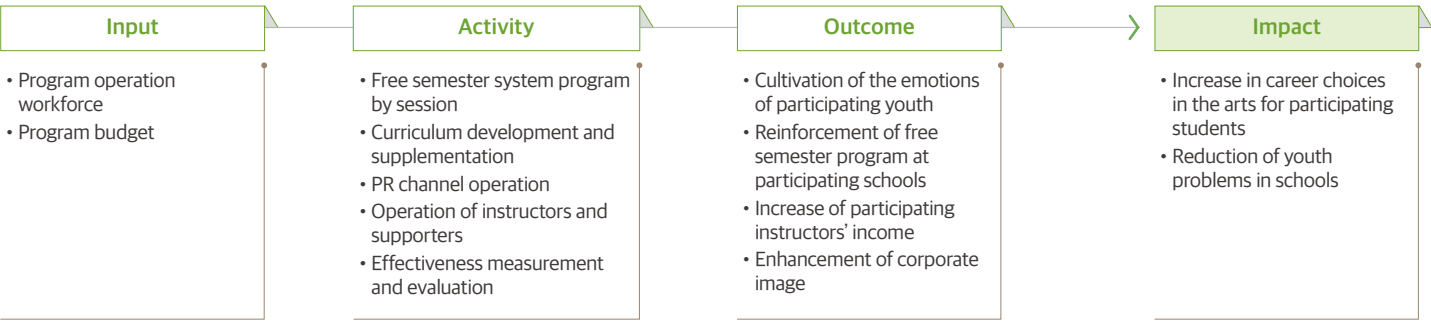 Input
• Program operation
workforce
• Program budget
Activity
• Free semester system program
by session
• Curriculum development and
supplementation
• PR channel operation
• Operation of instructors and
supporters
• Effectiveness measurement
and evaluation
Outcome
• Cultivation of the emotions
of participating youth
• Reinforcement of free
semester program at
participating schools
• Increase of participating
instructors’ income
• Enhancement of corporate
image
Impact
• Increase in career choices
in the arts for participating
students
• Reduction of youth
problems in schools